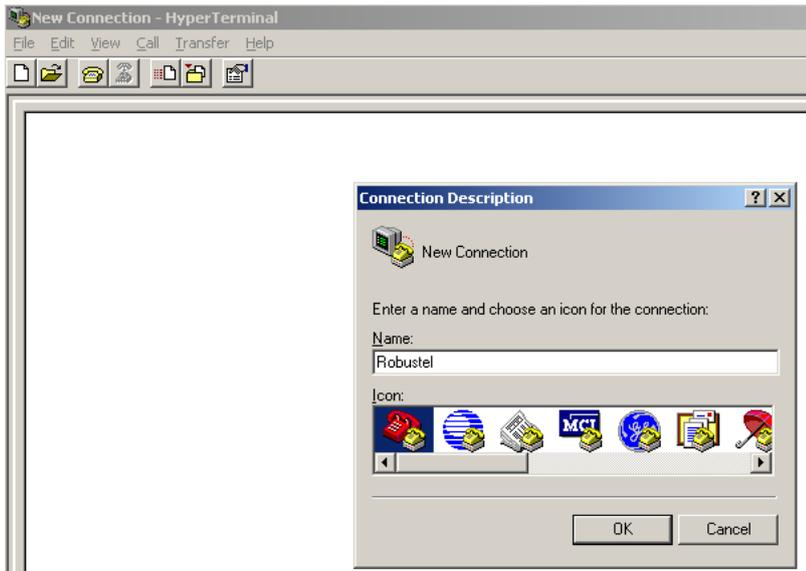 New Connection - HyperTerminal
File Edit View Call Transfer Help
Connection Description
New Connection
Enter a name and choose an icon for the connection:
Name:
Robustel
Icon:
MCI
OK Cancel